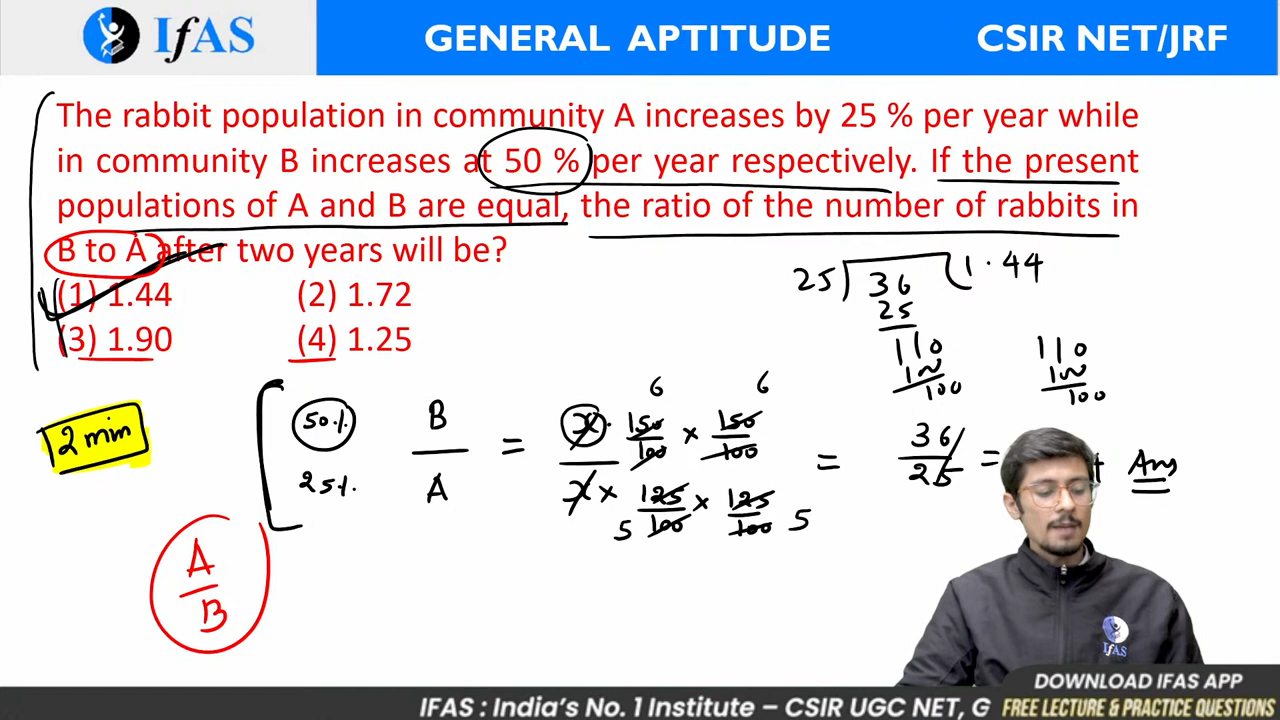 IfAS
GENERAL APTITUDE
CSIR NET/JRF
The rabbit population in community A increases by 25 % per year while
in community B increases at 50 % per year respectively. If the present
populations of A and B are equal, the ratio of the number of rabbits in
B to A after two years will be?
(1) 1.44 (2) 1.72
(3) 1.90 (4) 1.25
25 36 1.44
25
110 110
100 100
100 100
2 min
50% B = x . 150/100 × 150/100 = 36/25 =
25% A x × 125/100 × 125/100
6 6
5 5
Ans
A
B
IfAS
DOWNLOAD IFAS APP
IFAS : India's No. 1 Institute – CSIR UGC NET, G
FREE LECTURE & PRACTICE QUESTIONS